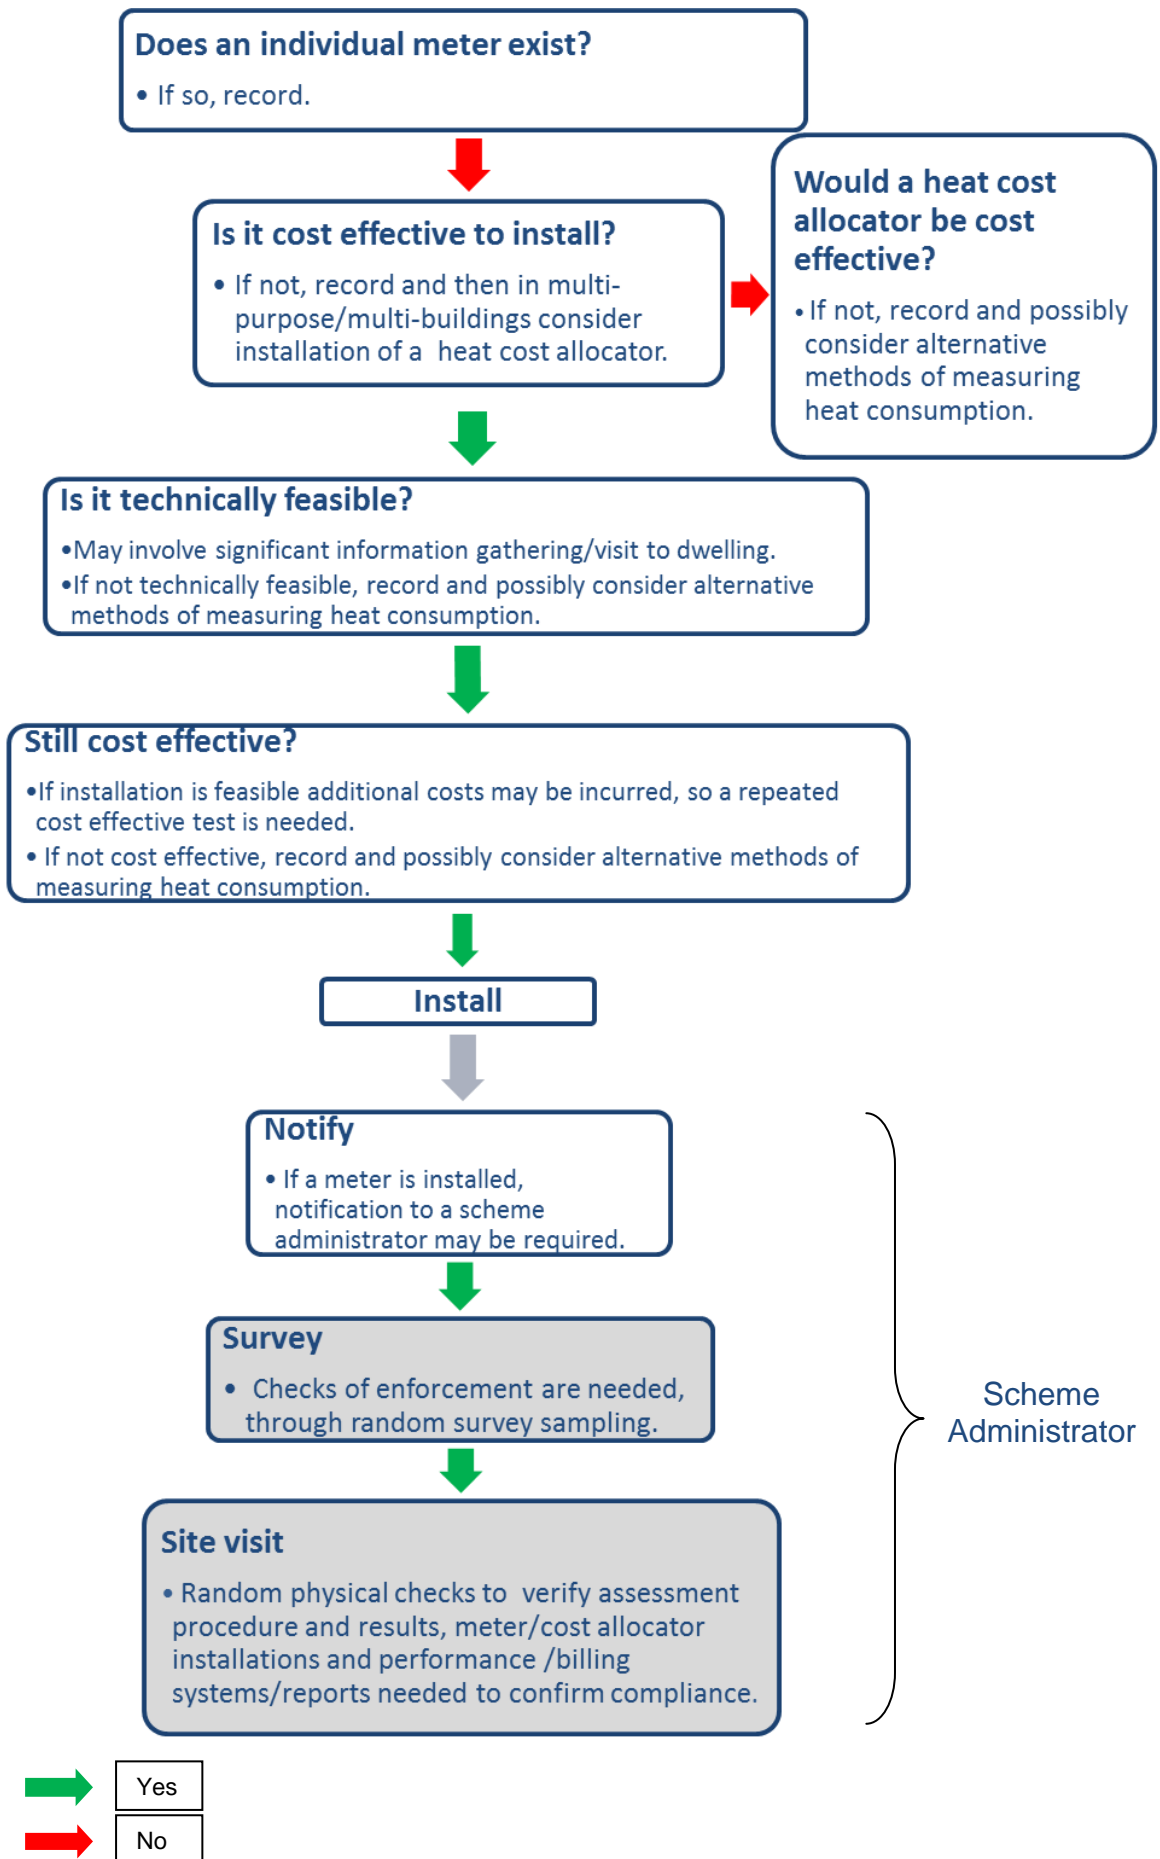 Does an individual meter exist?
• If so, record.
Is it cost effective to install?
• If not, record and then in multi-
purpose/multi-buildings consider
installation of a heat cost allocator.
Would a heat cost
allocator be cost
effective?
• If not, record and possibly
consider alternative
methods of measuring
heat consumption.
Is it technically feasible?
•May involve significant information gathering/visit to dwelling.
•If not technically feasible, record and possibly consider alternative
methods of measuring heat consumption.
Still cost effective?
•If installation is feasible additional costs may be incurred, so a repeated
cost effective test is needed.
• If not cost effective, record and possibly consider alternative methods of
measuring heat consumption.
Install
Notify
• If a meter is installed,
notification to a scheme
administrator may be required.
Survey
• Checks of enforcement are needed,
through random survey sampling.
Site visit
• Random physical checks to verify assessment
procedure and results, meter/cost allocator
installations and performance /billing
systems/reports needed to confirm compliance.
Scheme
Administrator
Yes
No